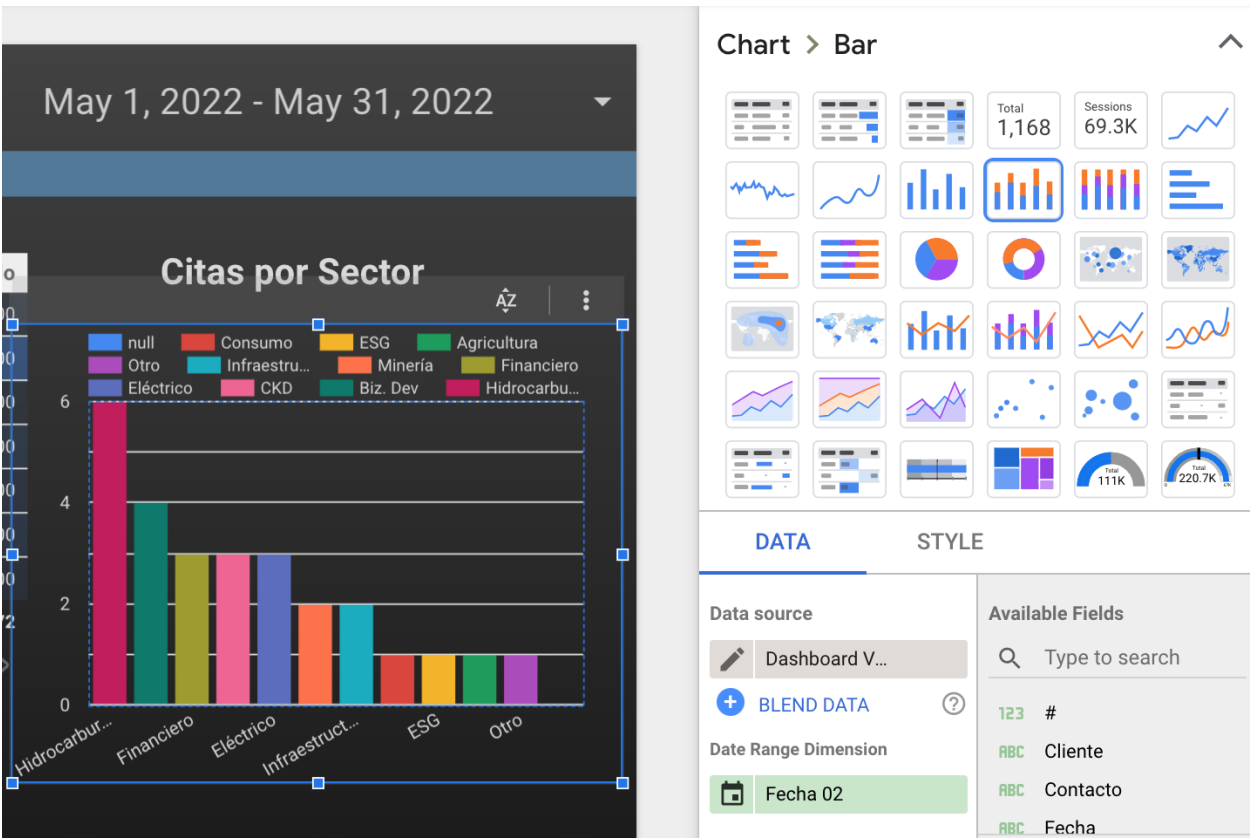 Chart > Bar
May 1, 2022 - May 31, 2022
Total
1,168
Sessions
69.3K
Citas por Sector
AZ
null Consumo ESG Agricultura
Otro Infraestru... Minería Financiero
Eléctrico CKD Biz. Dev Hidrocarbu...
6
4
2
0
Hidrocarbur... Financiero Eléctrico Infraestruct... ESG Otro
Total
111K
Total
220.7K
DATA STYLE
Data source
Dashboard V...
BLEND DATA
Date Range Dimension
Fecha 02
Available Fields
Type to search
123 #
ABC Cliente
ABC Contacto
ABC Fecha